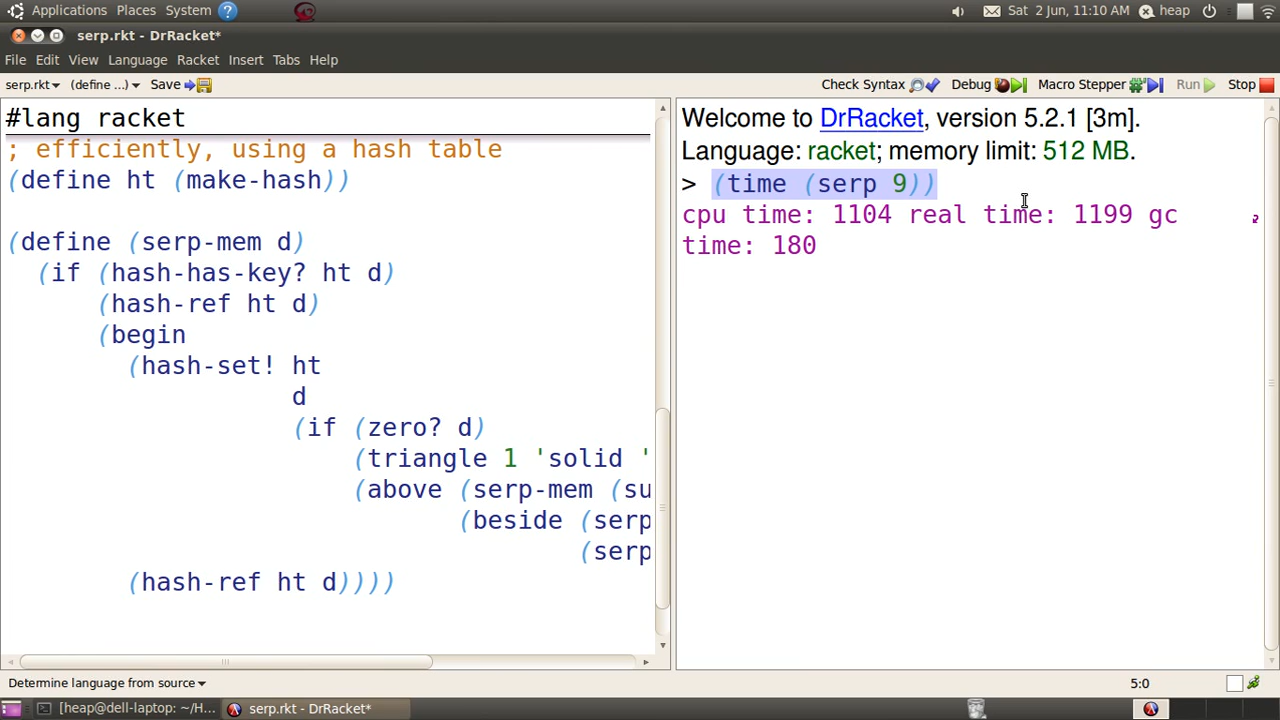 Applications Places System ? Sat 2 Jun, 11:10 AM heap
serp.rkt - DrRacket*
File Edit View Language Racket Insert Tabs Help
serp.rkt (define ...) Save Check Syntax Debug Macro Stepper Run Stop
#lang racket
; efficiently, using a hash table
(define ht (make-hash))
(define (serp-mem d)
(if (hash-has-key? ht d)
(hash-ref ht d)
(begin
(hash-set! ht
d
(if (zero? d)
(triangle 1 'solid '
(above (serp-mem (su
(beside (serp
(serp
(hash-ref ht d))))
Welcome to DrRacket, version 5.2.1 [3m].
Language: racket; memory limit: 512 MB.
> (time (serp 9))
cpu time: 1104 real time: 1199 gc
time: 180
Determine language from source 5:0
[heap@dell-laptop: ~/H... serp.rkt - DrRacket*